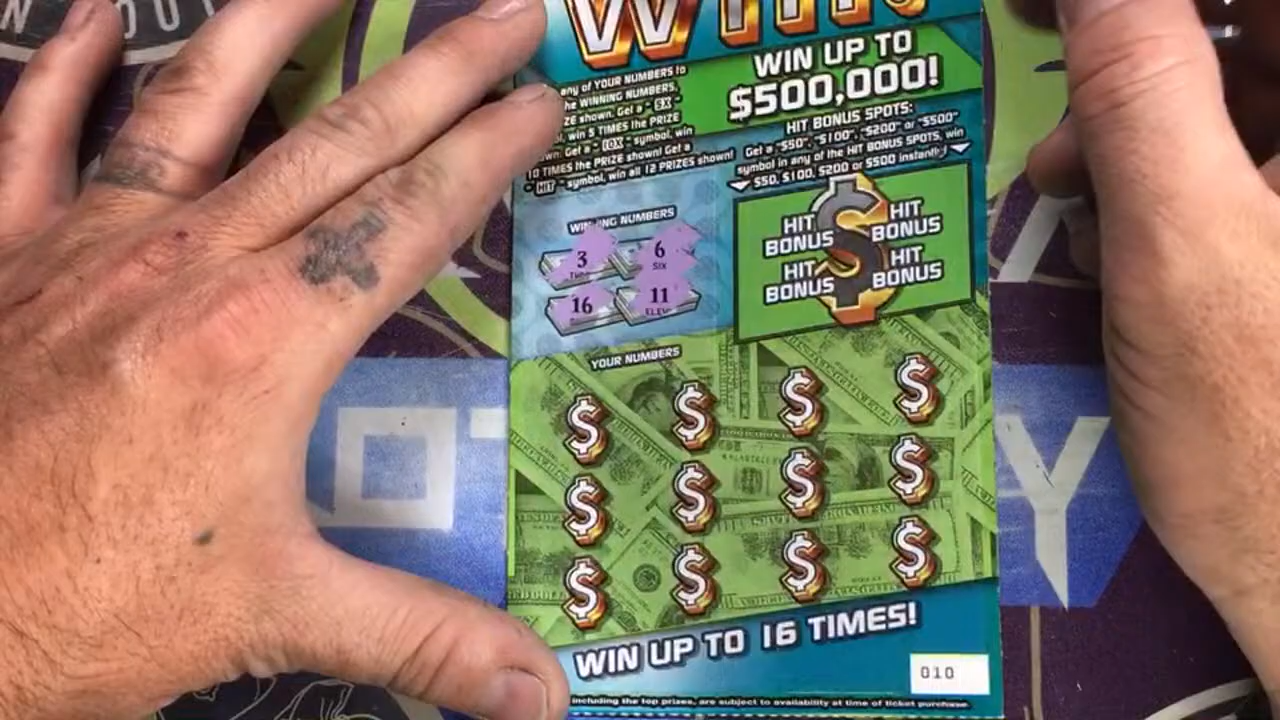 WIN UP TO
$500,000!
any of YOUR NUMBERS to
the WINNING NUMBERS,
shown. Get a "5X"
win 5 TIMES the PRIZE
Get a "10X" symbol, win
10 TIMES the PRIZE shown! Get a
"HIT" symbol, win all 12 PRIZES shown!
HIT BONUS SPOTS:
Get a "$50", "$100", "$200" or "$500"
symbol in any of the HIT BONUS SPOTS, win
$50, $100, $200 or $500 instantly!
WINNING NUMBERS
3 6
SIX
16 11
HIT BONUS HIT BONUS
HIT BONUS HIT BONUS
YOUR NUMBERS
$ $ $ $
$ $ $ $
$ $ $ $
WIN UP TO 16 TIMES!
010
including the top prizes, are subject to availability at time of ticket purchase.
OUT
Y